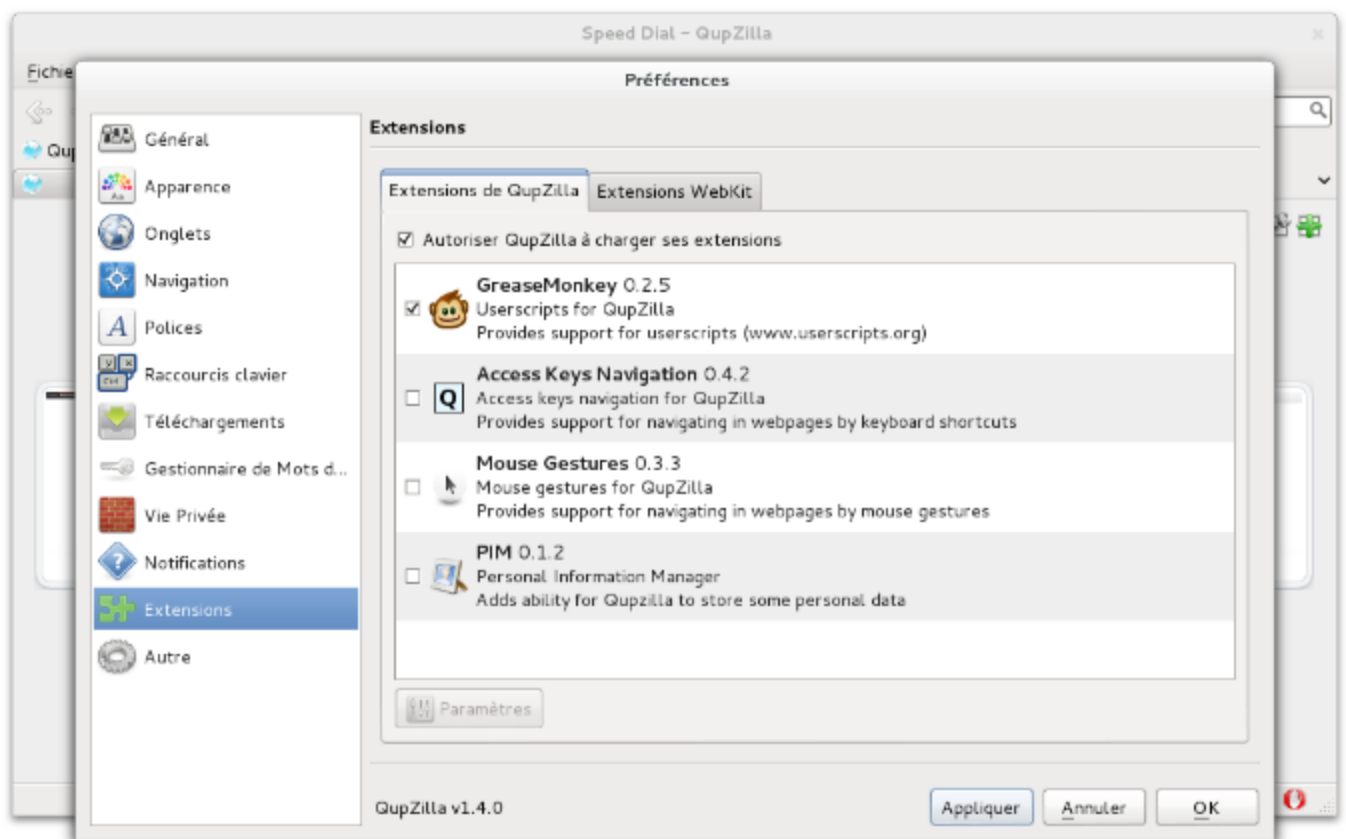 Speed Dial – QupZilla
Fichie
Préférences
Qup
Général
Apparence
Onglets
Navigation
Polices
Raccourcis clavier
Téléchargements
Gestionnaire de Mots d...
Vie Privée
Notifications
Extensions
Autre
Extensions
Extensions de QupZilla Extensions WebKit
Autoriser QupZilla à charger ses extensions
GreaseMonkey 0.2.5
Userscripts for QupZilla
Provides support for userscripts (www.userscripts.org)
Access Keys Navigation 0.4.2
Q
Access keys navigation for QupZilla
Provides support for navigating in webpages by keyboard shortcuts
Mouse Gestures 0.3.3
Mouse gestures for QupZilla
Provides support for navigating in webpages by mouse gestures
PIM 0.1.2
Personal Information Manager
Adds ability for Qupzilla to store some personal data
Paramètres
QupZilla v1.4.0
Appliquer Annuler OK